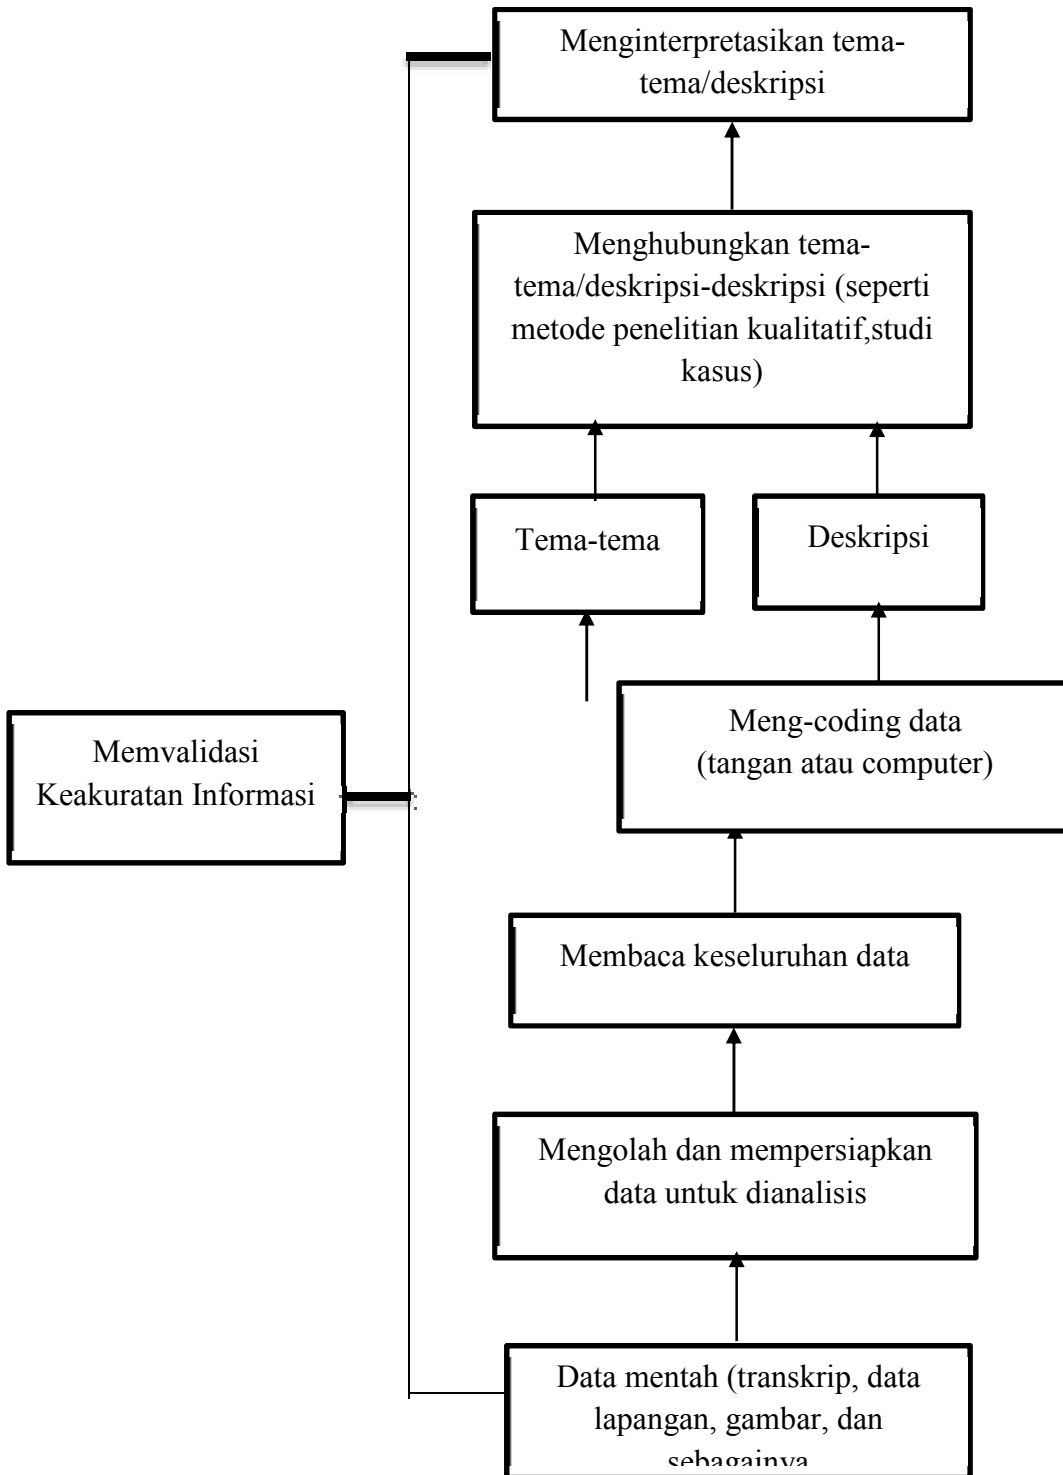 Menginterpretasikan tema-
tema/deskripsi
Menghubungkan tema-
tema/deskripsi-deskripsi (seperti
metode penelitian kualitatif,studi
kasus)
Tema-tema
Deskripsi
Meng-coding data
(tangan atau computer)
Memvalidasi
Keakuratan Informasi
Membaca keseluruhan data
Mengolah dan mempersiapkan
data untuk dianalisis
Data mentah (transkrip, data
lapangan, gambar, dan
sebagainya